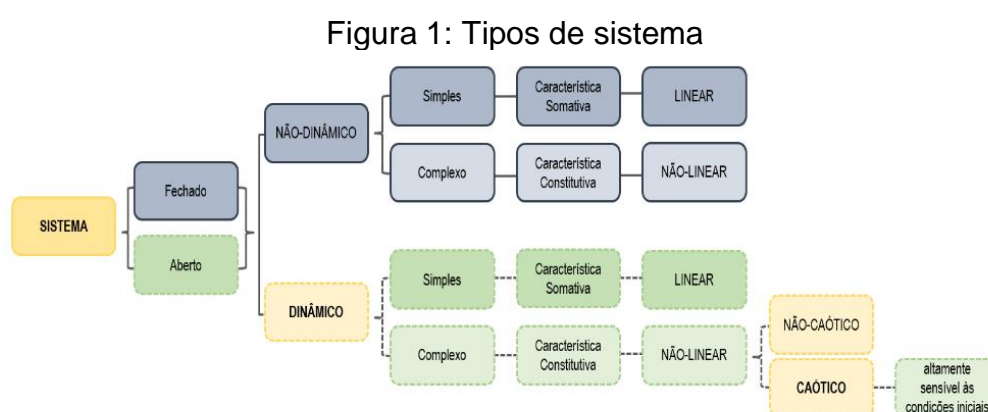 Figura 1: Tipos de sistema
SISTEMA
Fechado
Aberto
NÃO-DINÂMICO
Simples
Característica
Somativa
LINEAR
Complexo
Característica
Constitutiva
NÃO-LINEAR
DINÂMICO
Simples
Característica
Somativa
LINEAR
Complexo
Característica
Constitutiva
NÃO-LINEAR
NÃO-CAÓTICO
CAÓTICO
altamente
sensível às
condições iniciais